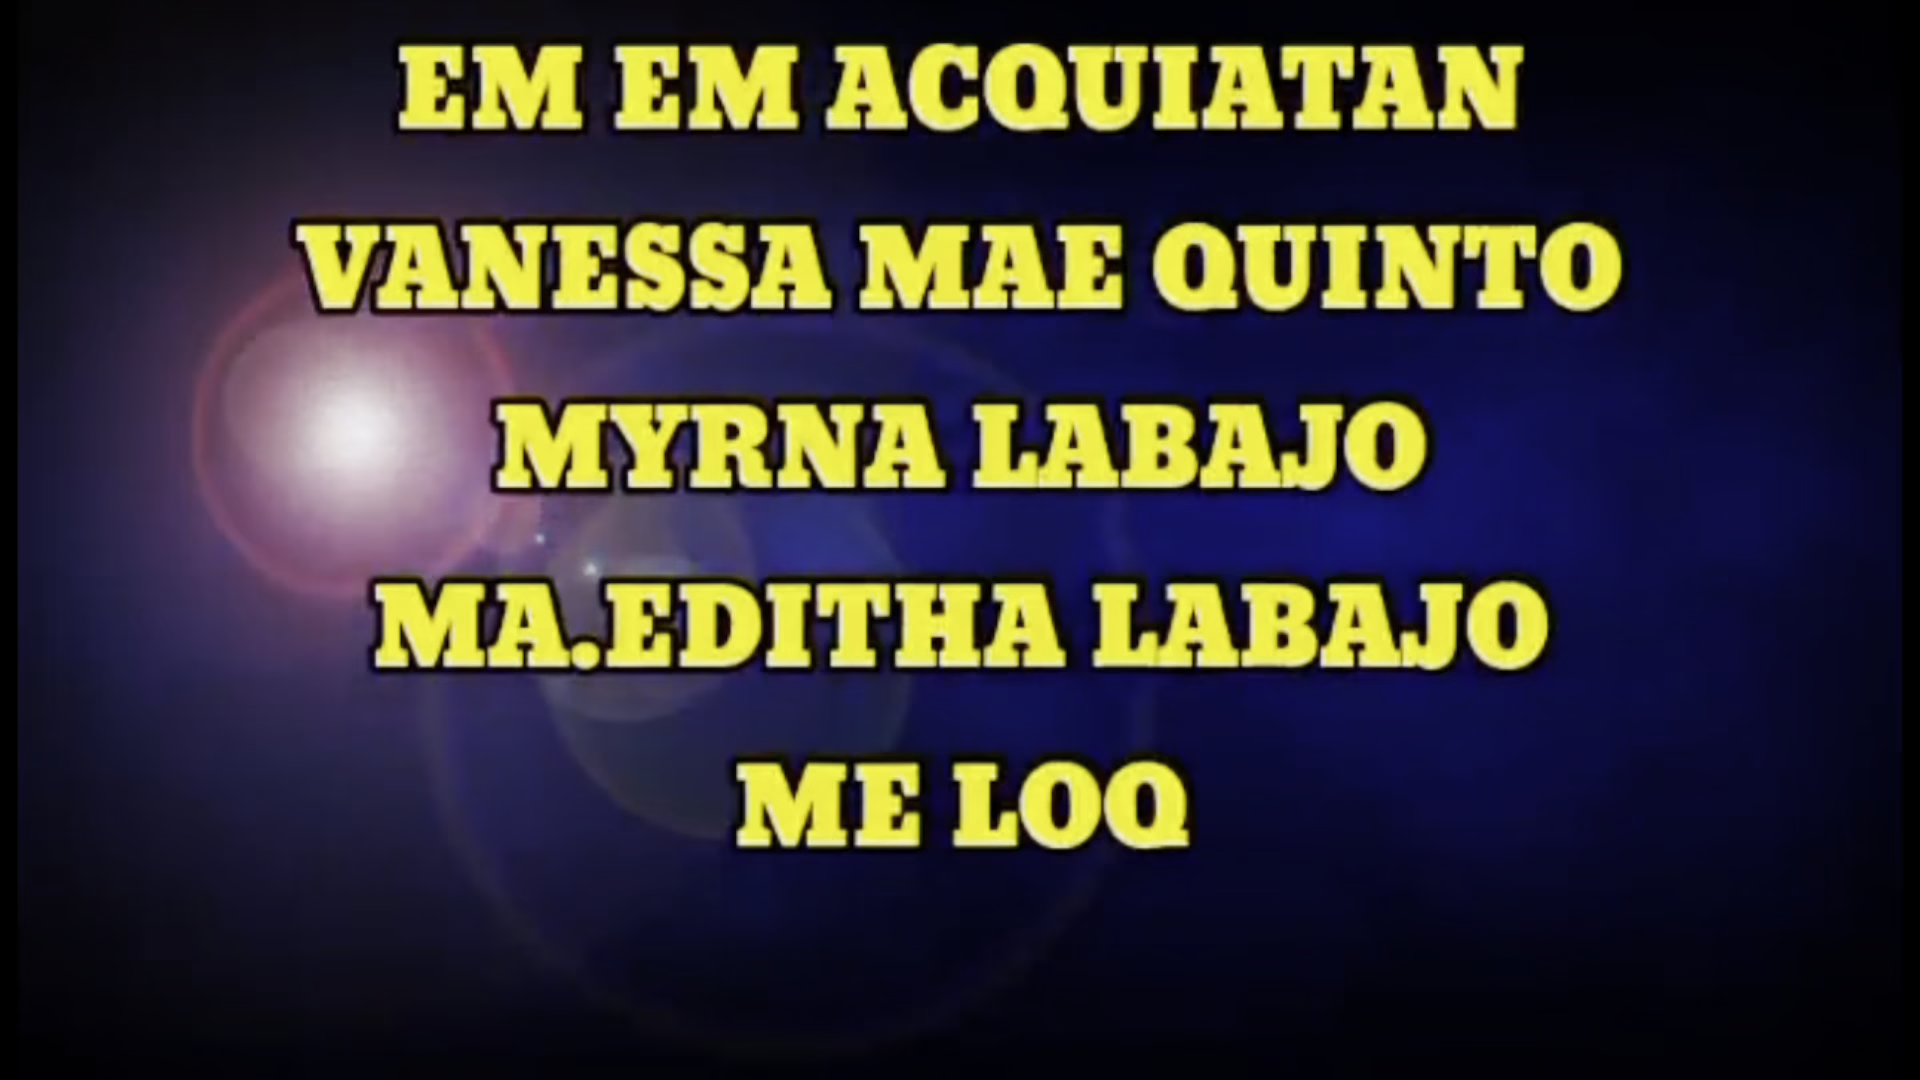 EM EM ACQUIATAN
VANESSA MAE QUINTO
MYRNA LABAJO
MA.EDITHA LABAJO
ME LOQ